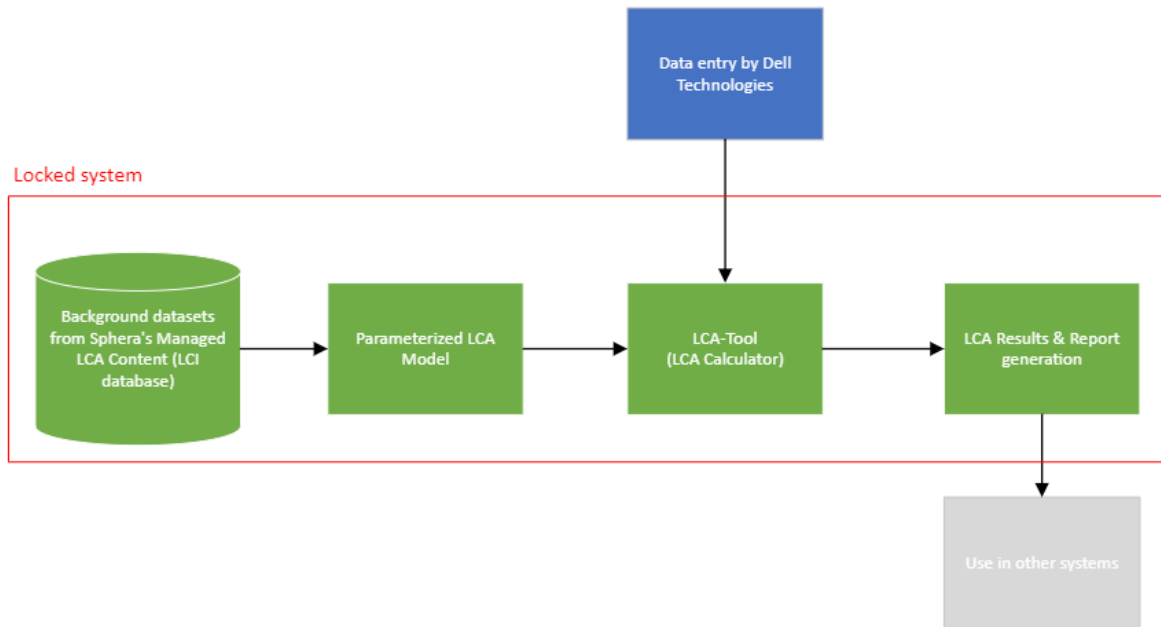 Data entry by Dell
Technologies
Locked system
Background datasets
from Sphera's Managed
LCA Content (LCI
database)
Parameterized LCA
Model
LCA-Tool
(LCA Calculator)
LCA Results & Report
generation
Use in other systems